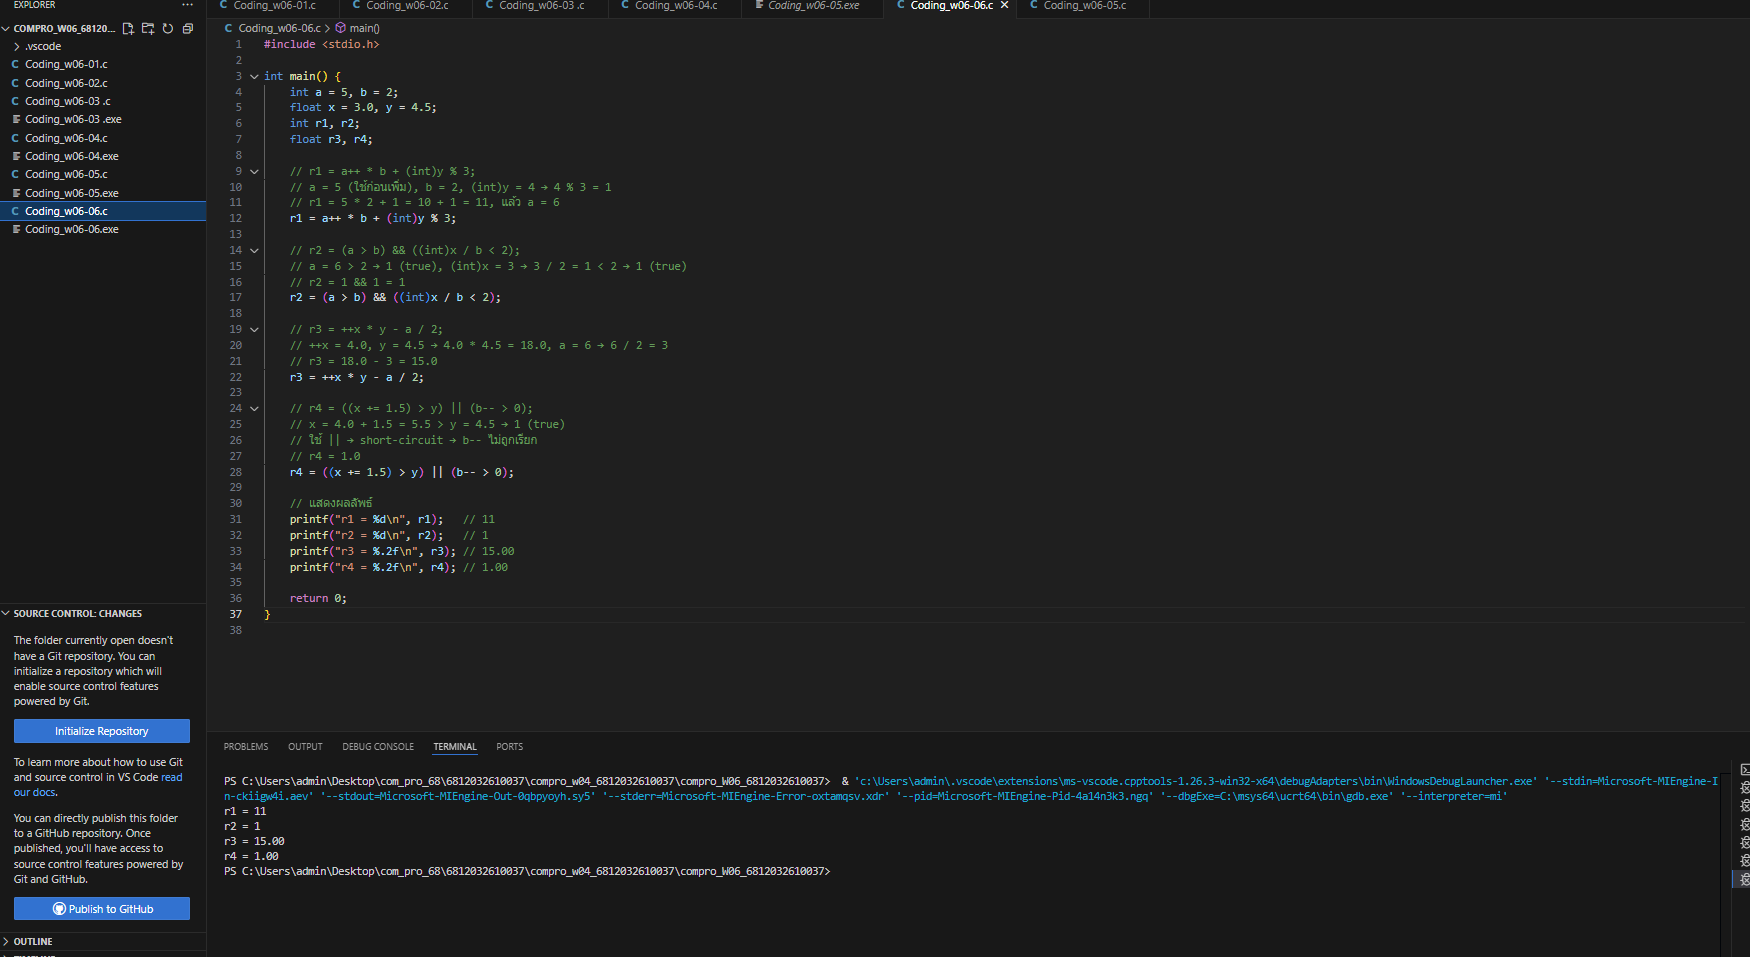 EXPLORER
COMPRO_W06_68120...
.vscode
Coding_w06-01.c
Coding_w06-02.c
Coding_w06-03 .c
Coding_w06-03 .exe
Coding_w06-04.c
Coding_w06-04.exe
Coding_w06-05.c
Coding_w06-05.exe
Coding_w06-06.c
Coding_w06-06.exe
SOURCE CONTROL: CHANGES
The folder currently open doesn't
have a Git repository. You can
initialize a repository which will
enable source control features
powered by Git.
Initialize Repository
To learn more about how to use Git
and source control in VS Code read
our docs.
You can directly publish this folder
to a GitHub repository. Once
published, you'll have access to
source control features powered by
Git and GitHub.
Publish to GitHub
OUTLINE
Coding_w06-01.c Coding_w06-02.c Coding_w06-03 .c Coding_w06-04.c Coding_w06-05.exe Coding_w06-06.c Coding_w06-05.c
Coding_w06-06.c > main()
1 #include <stdio.h>
2
3 int main() {
4 int a = 5, b = 2;
5 float x = 3.0, y = 4.5;
6 int r1, r2;
7 float r3, r4;
8
9 // r1 = a++ * b + (int)y % 3;
10 // a = 5 (ใช้ก่อนเพิ่ม), b = 2, (int)y = 4 → 4 % 3 = 1
11 // r1 = 5 * 2 + 1 = 10 + 1 = 11, แล้ว a = 6
12 r1 = a++ * b + (int)y % 3;
13
14 // r2 = (a > b) && ((int)x / b < 2);
15 // a = 6 > 2 → 1 (true), (int)x = 3 → 3 / 2 = 1 < 2 → 1 (true)
16 // r2 = 1 && 1 = 1
17 r2 = (a > b) && ((int)x / b < 2);
18
19 // r3 = ++x * y - a / 2;
20 // ++x = 4.0, y = 4.5 → 4.0 * 4.5 = 18.0, a = 6 → 6 / 2 = 3
21 // r3 = 18.0 - 3 = 15.0
22 r3 = ++x * y - a / 2;
23
24 // r4 = ((x += 1.5) > y) || (b-- > 0);
25 // x = 4.0 + 1.5 = 5.5 > y = 4.5 → 1 (true)
26 // ใช้ || → short-circuit → b-- ไม่ถูกเรียก
27 // r4 = 1.0
28 r4 = ((x += 1.5) > y) || (b-- > 0);
29
30 // แสดงผลลัพธ์
31 printf("r1 = %d\n", r1); // 11
32 printf("r2 = %d\n", r2); // 1
33 printf("r3 = %.2f\n", r3); // 15.00
34 printf("r4 = %.2f\n", r4); // 1.00
35
36 return 0;
37 }
38
PROBLEMS OUTPUT DEBUG CONSOLE TERMINAL PORTS
PS C:\Users\admin\Desktop\com_pro_68\6812032610037\compro_w04_6812032610037\compro_W06_6812032610037> & 'c:\Users\admin\.vscode\extensions\ms-vscode.cpptools-1.26.3-win32-x64\debugAdapters\bin\WindowsDebugLauncher.exe' '--stdin=Microsoft-MIEngine-I
n-ckiigw4i.aev' '--stdout=Microsoft-MIEngine-Out-0qbpyoyh.sy5' '--stderr=Microsoft-MIEngine-Error-oxtamqsv.xdr' '--pid=Microsoft-MIEngine-Pid-4a14n3k3.ngq' '--dbgExe=C:\msys64\ucrt64\bin\gdb.exe' '--interpreter=mi'
r1 = 11
r2 = 1
r3 = 15.00
r4 = 1.00
PS C:\Users\admin\Desktop\com_pro_68\6812032610037\compro_w04_6812032610037\compro_W06_6812032610037>